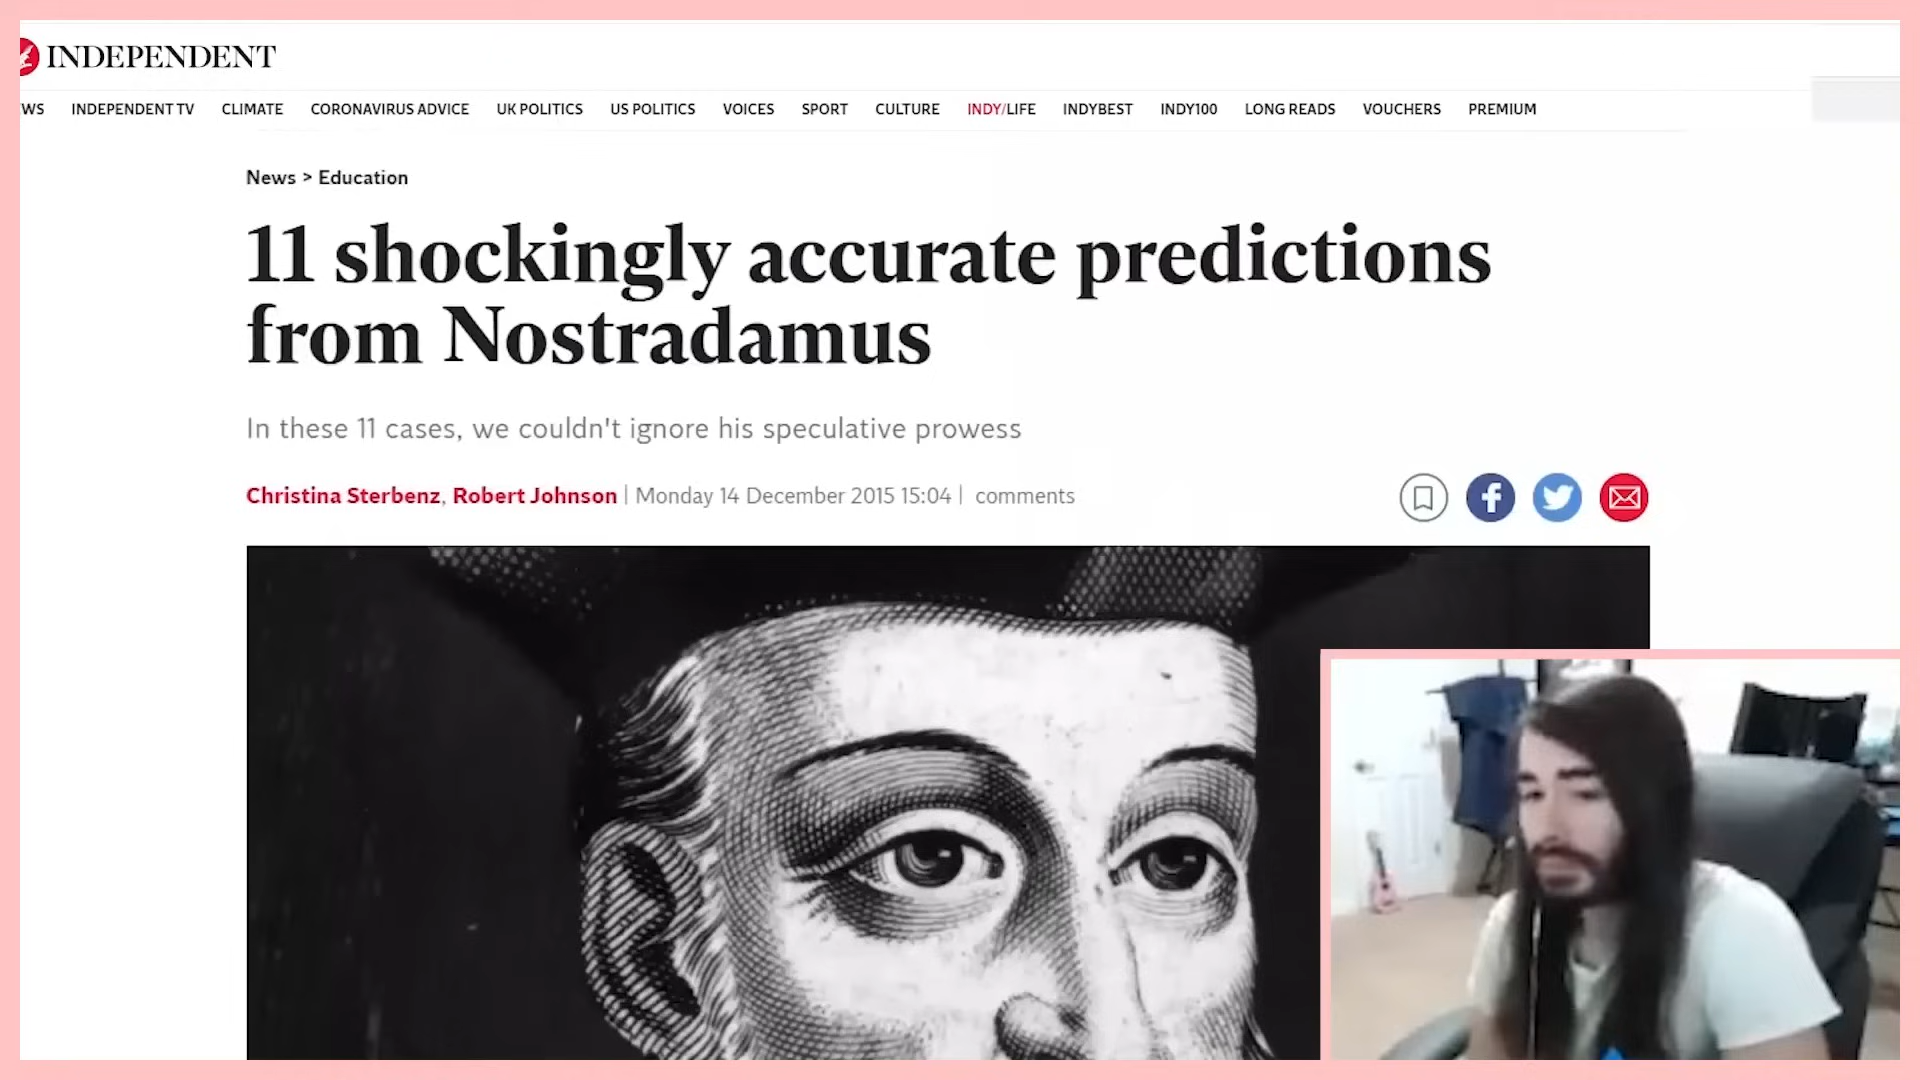 INDEPENDENT
WS INDEPENDENT TV CLIMATE CORONAVIRUS ADVICE UK POLITICS US POLITICS VOICES SPORT CULTURE INDY/LIFE INDYBEST INDY100 LONG READS VOUCHERS PREMIUM
News > Education
11 shockingly accurate predictions
from Nostradamus
In these 11 cases, we couldn't ignore his speculative prowess
Christina Sterbenz, Robert Johnson | Monday 14 December 2015 15:04 | comments